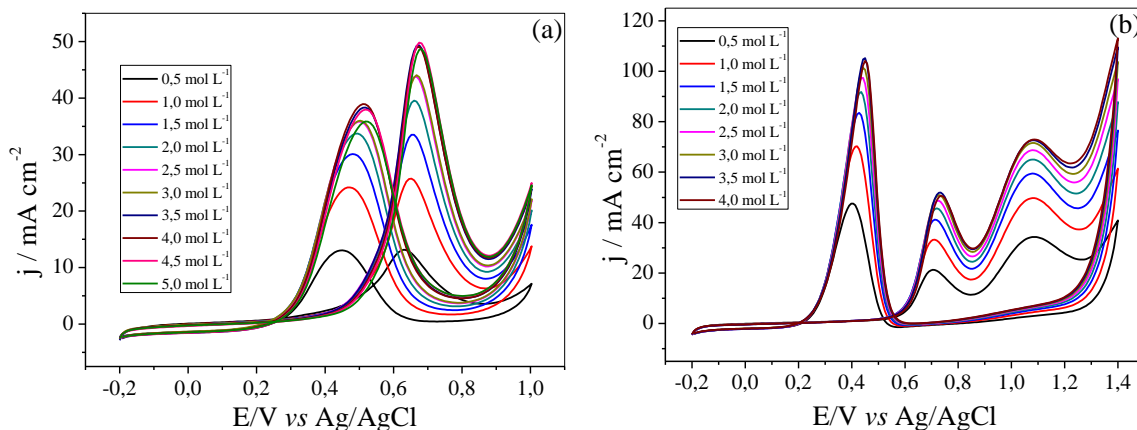 (a)
50
40
30
20
10
0
j / mA cm⁻²
0,5 mol L⁻¹
1,0 mol L⁻¹
1,5 mol L⁻¹
2,0 mol L⁻¹
2,5 mol L⁻¹
3,0 mol L⁻¹
3,5 mol L⁻¹
4,0 mol L⁻¹
4,5 mol L⁻¹
5,0 mol L⁻¹
-0,2 0,0 0,2 0,4 0,6 0,8 1,0
E/V vs Ag/AgCl
(b)
120
100
80
60
40
20
0
j / mA cm⁻²
0,5 mol L⁻¹
1,0 mol L⁻¹
1,5 mol L⁻¹
2,0 mol L⁻¹
2,5 mol L⁻¹
3,0 mol L⁻¹
3,5 mol L⁻¹
4,0 mol L⁻¹
-0,2 0,0 0,2 0,4 0,6 0,8 1,0 1,2 1,4
E/V vs Ag/AgCl